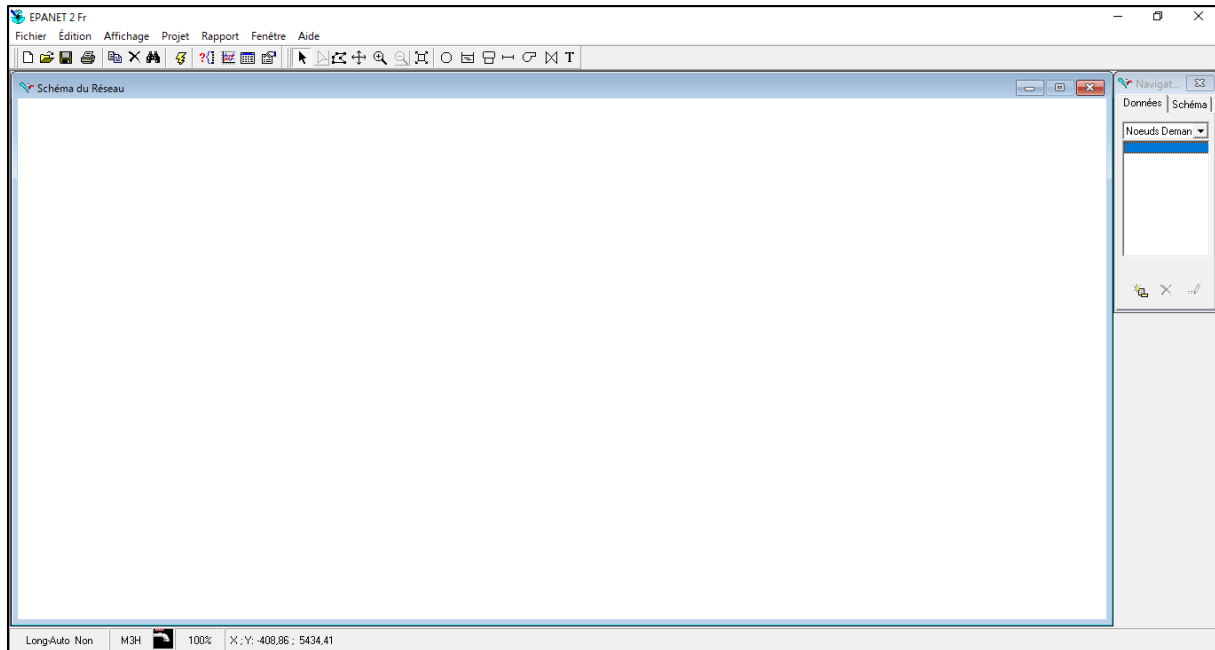 EPANET 2 Fr
Fichier Édition Affichage Projet Rapport Fenêtre Aide
T
Schéma du Réseau
Navigat...
Données Schéma
Noeuds Deman
Long-Auto Non M3H 100% X ; Y: -408,86 ; 5434,41